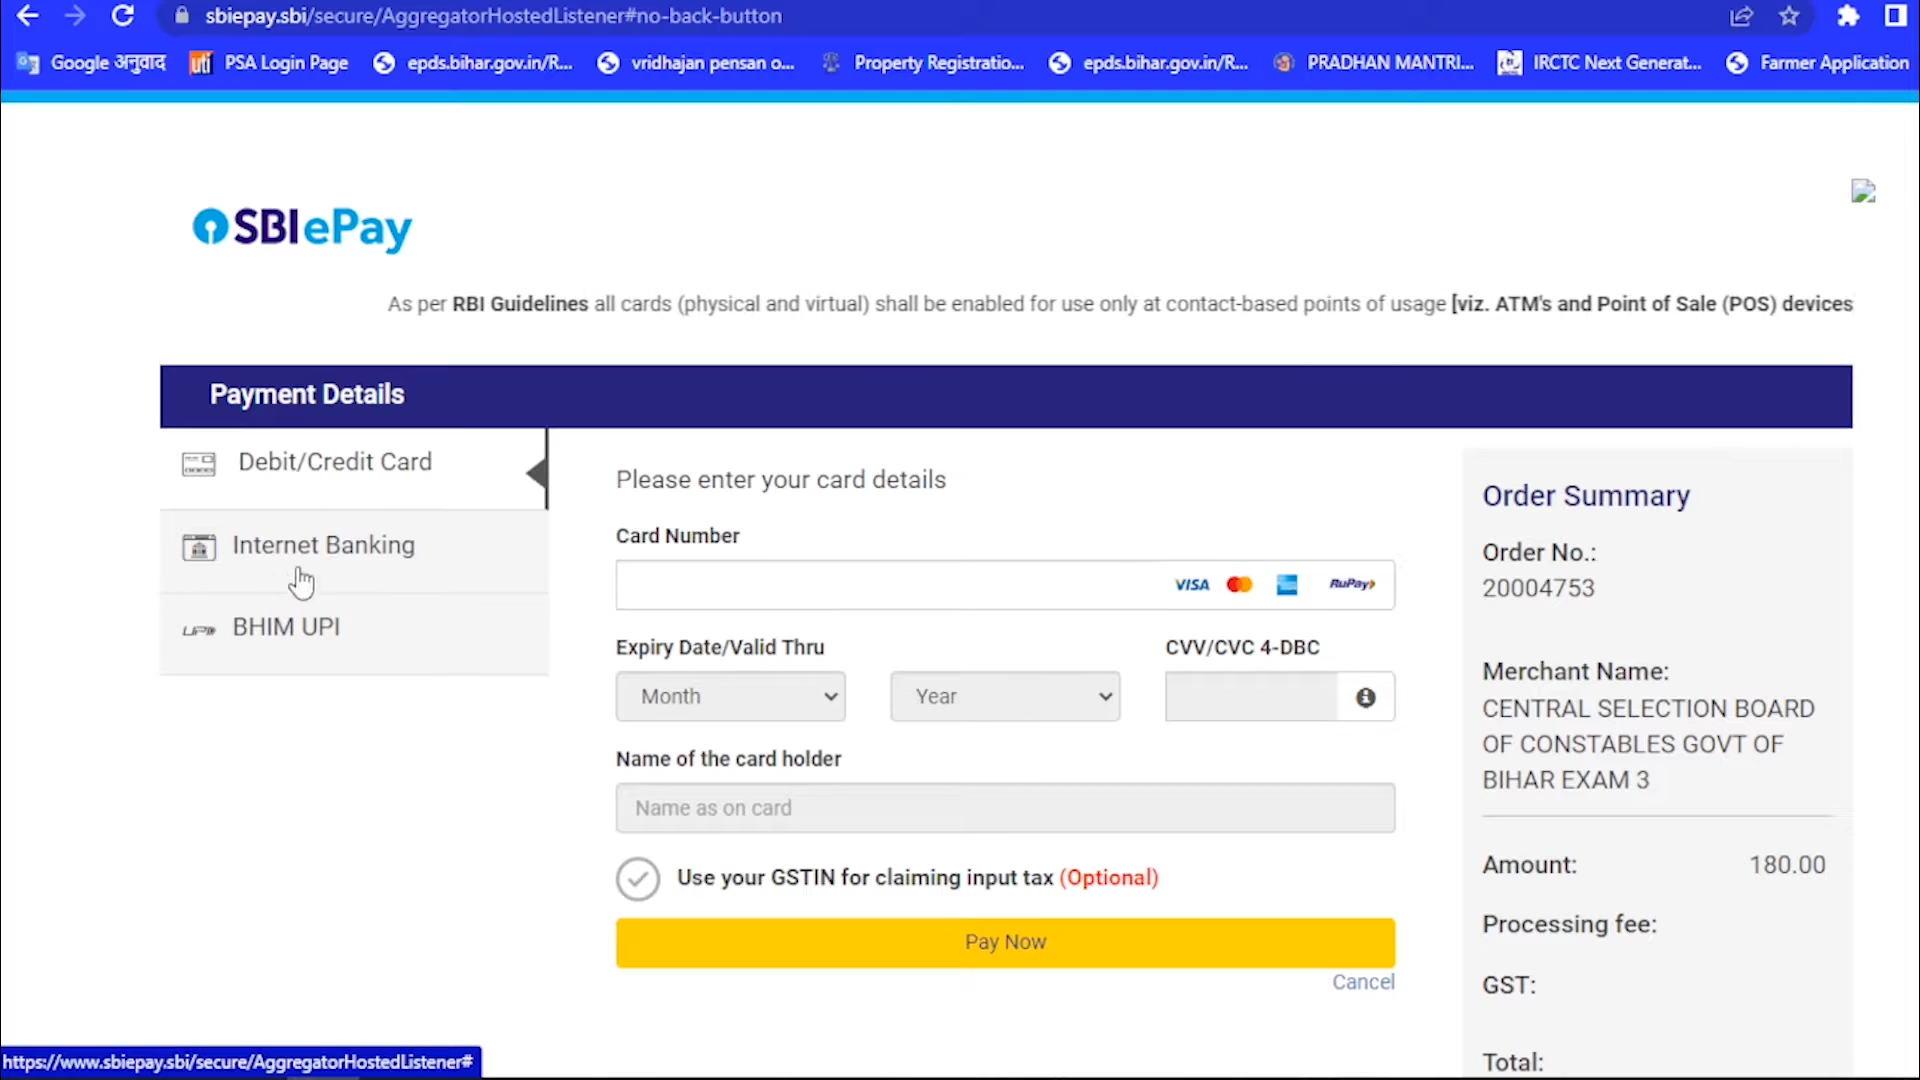 sbiepay.sbi/secure/AggregatorHostedListener#no-back-button
Google अनुवाद
uti
PSA Login Page
epds.bihar.gov.in/R...
vridhajan pensan o...
Property Registratio...
epds.bihar.gov.in/R...
PRADHAN MANTRI...
IRCTC Next Generat...
Farmer Application
SBI ePay
As per RBI Guidelines all cards (physical and virtual) shall be enabled for use only at contact-based points of usage [viz. ATM's and Point of Sale (POS) devices
Payment Details
Debit/Credit Card
Internet Banking
UPI BHIM UPI
Please enter your card details
Card Number
VISA
RuPay
Expiry Date/Valid Thru
CVV/CVC 4-DBC
Month
Year
Name of the card holder
Name as on card
Use your GSTIN for claiming input tax (Optional)
Pay Now
Cancel
Order Summary
Order No.:
20004753
Merchant Name:
CENTRAL SELECTION BOARD
OF CONSTABLES GOVT OF
BIHAR EXAM 3
Amount: 180.00
Processing fee:
GST:
Total:
https://www.sbiepay.sbi/secure/AggregatorHostedListener#